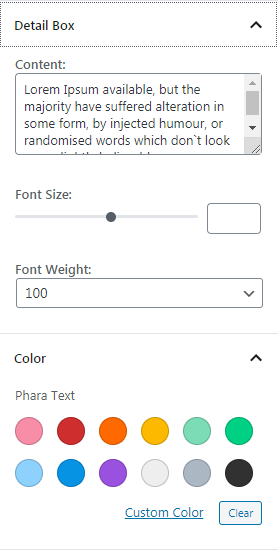 Detail Box
Content:
Lorem Ipsum available, but the
majority have suffered alteration in
some form, by injected humour, or
randomised words which don`t look
Font Size:
Font Weight:
100
Color
Phara Text
Custom Color
Clear